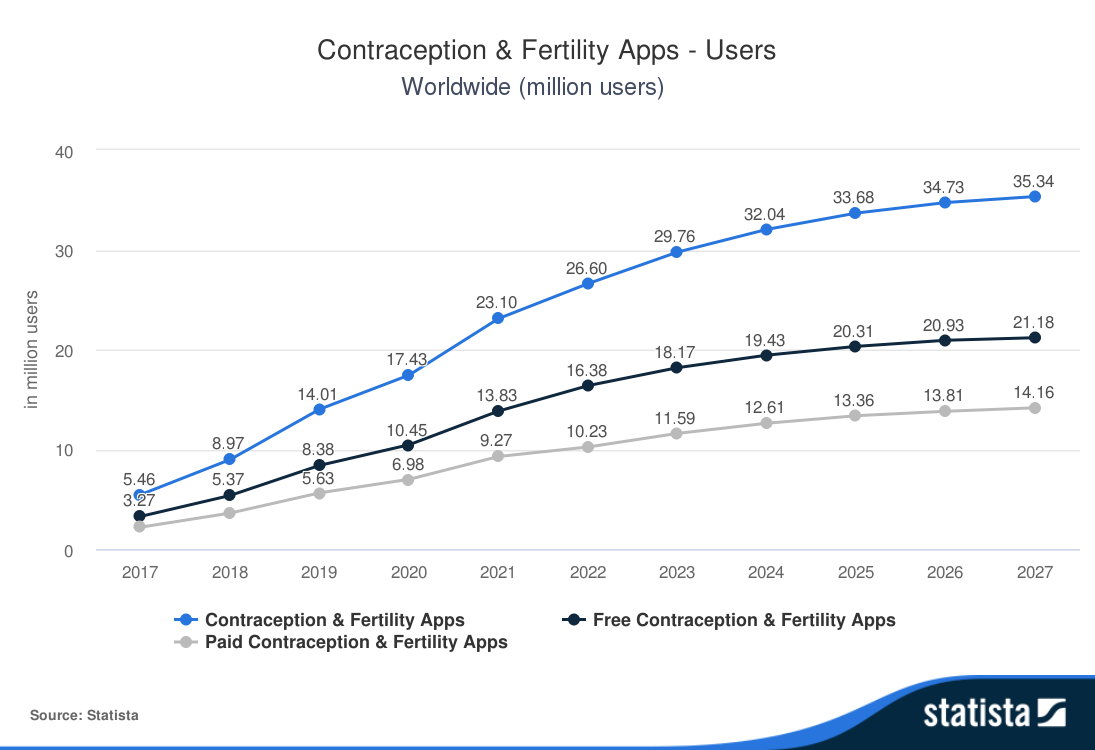 Contraception & Fertility Apps - Users
Worldwide (million users)
in million users
40
30
20
10
0
5.46 8.97 14.01 17.43 23.10 26.60 29.76 32.04 33.68 34.73 35.34
3.27 5.37 8.38 10.45 13.83 16.38 18.17 19.43 20.31 20.93 21.18
5.63 6.98 9.27 10.23 11.59 12.61 13.36 13.81 14.16
2017 2018 2019 2020 2021 2022 2023 2024 2025 2026 2027
Contraception & Fertility Apps Free Contraception & Fertility Apps
Paid Contraception & Fertility Apps
Source: Statista
statista